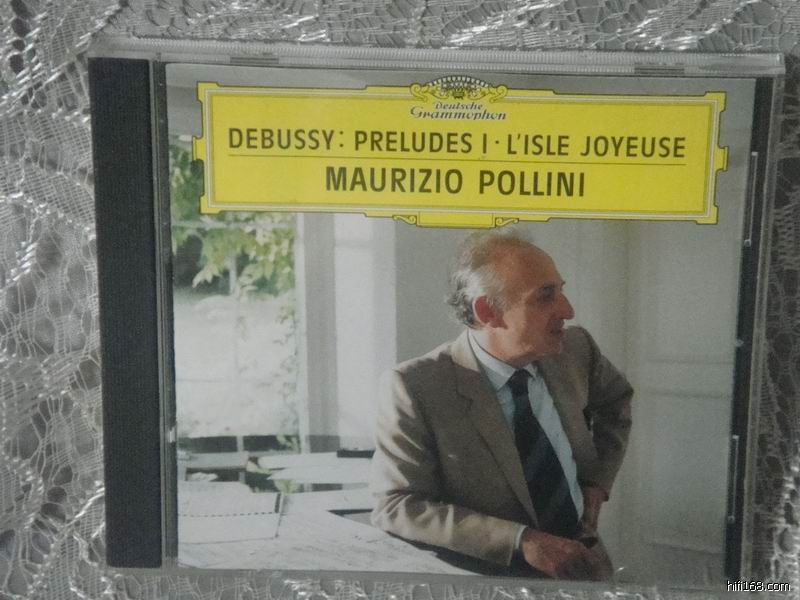 Deutsche
Grammophon
DEBUSSY: PRELUDES I · L'ISLE JOYEUSE
MAURIZIO POLLINI
hifi168.com